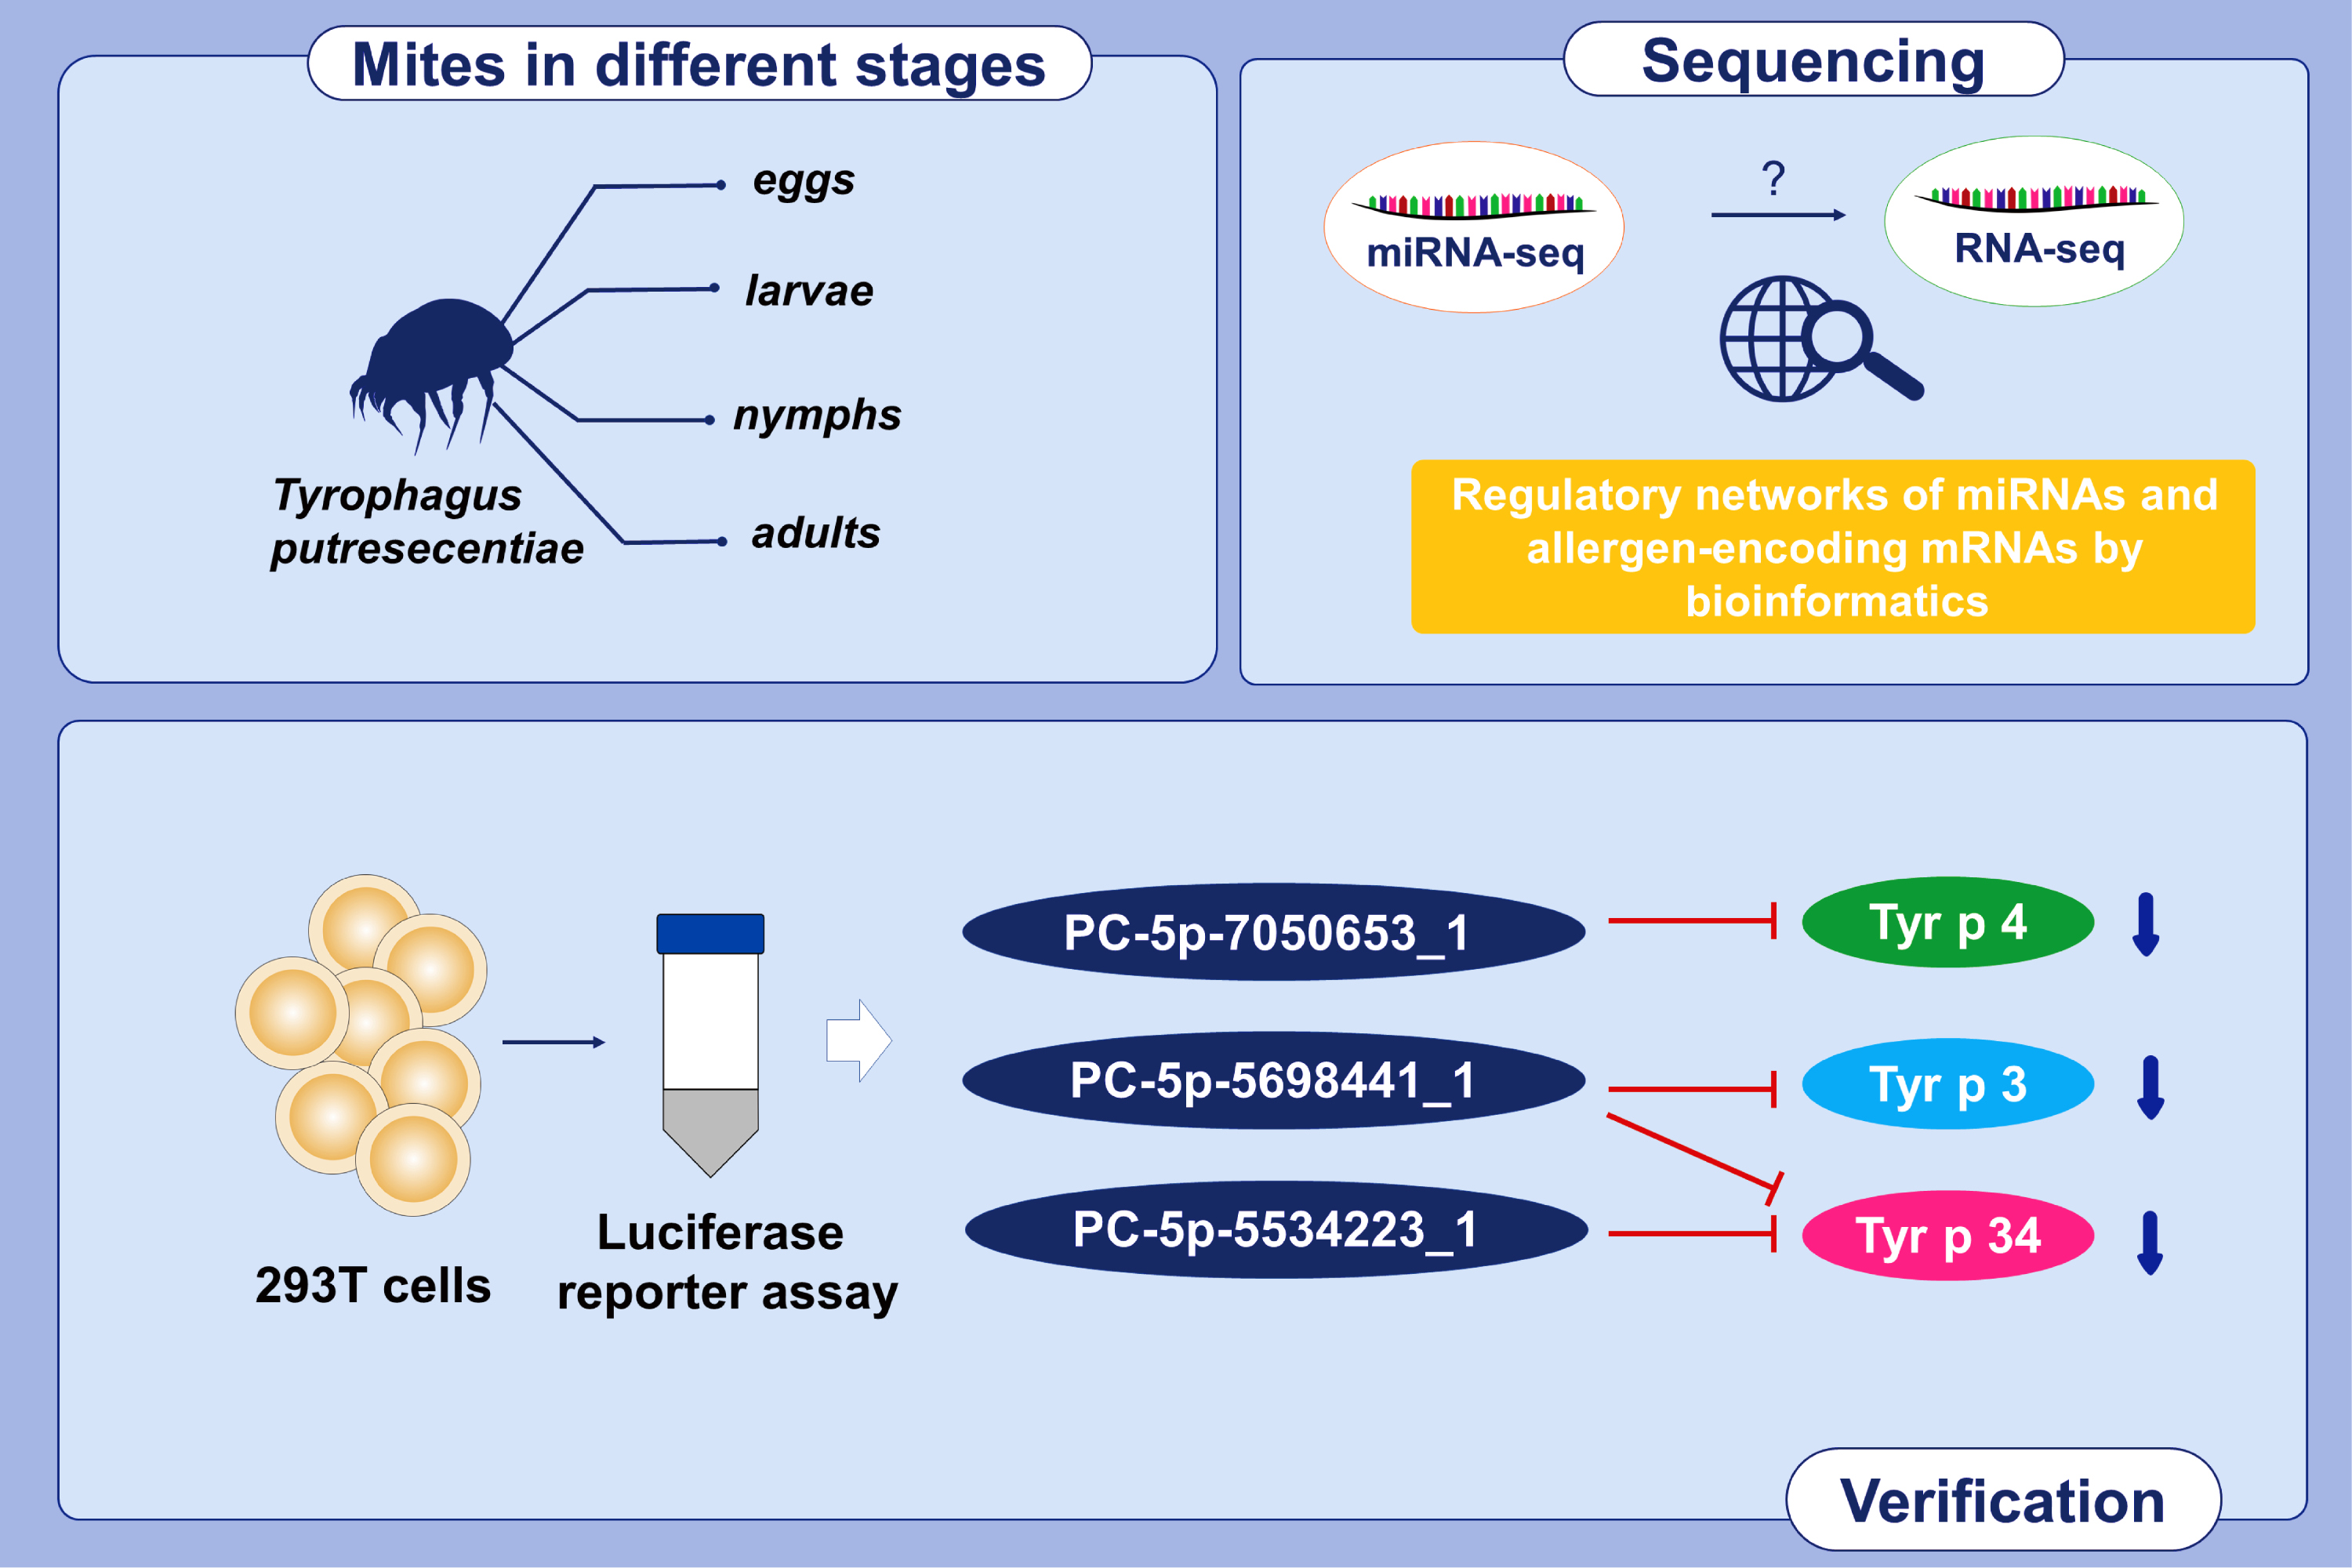 Mites in different stages
eggs
larvae
nymphs
adults
Tyrophagus
putresecentiae
Sequencing
miRNA-seq
?
RNA-seq
Regulatory networks of miRNAs and
allergen-encoding mRNAs by
bioinformatics
293T cells
Luciferase
reporter assay
PC-5p-7050653_1
Tyr p 4
PC-5p-5698441_1
Tyr p 3
PC-5p-5534223_1
Tyr p 34
Verification